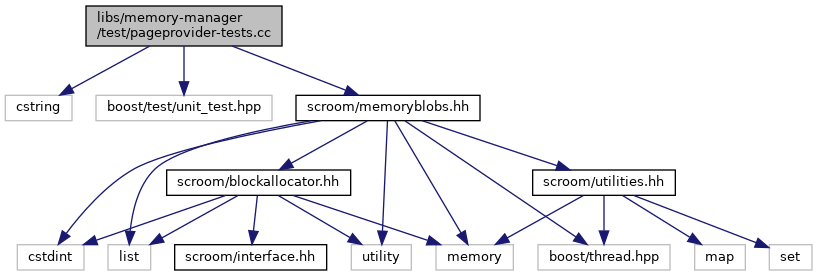 libs/memory-manager
/test/pageprovider-tests.cc
cstring
boost/test/unit_test.hpp
scroom/memoryblobs.hh
scroom/blockallocator.hh
scroom/utilities.hh
cstdint
list
scroom/interface.hh
utility
memory
boost/thread.hpp
map
set